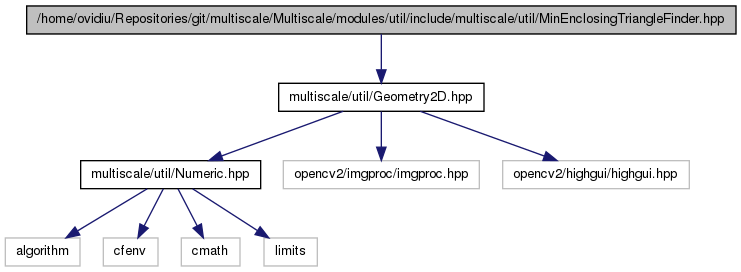 /home/ovidiu/Repositories/git/multiscale/Multiscale/modules/util/include/multiscale/util/MinEnclosingTriangleFinder.hpp
multiscale/util/Geometry2D.hpp
multiscale/util/Numeric.hpp
opencv2/imgproc/imgproc.hpp
opencv2/highgui/highgui.hpp
algorithm
cfenv
cmath
limits